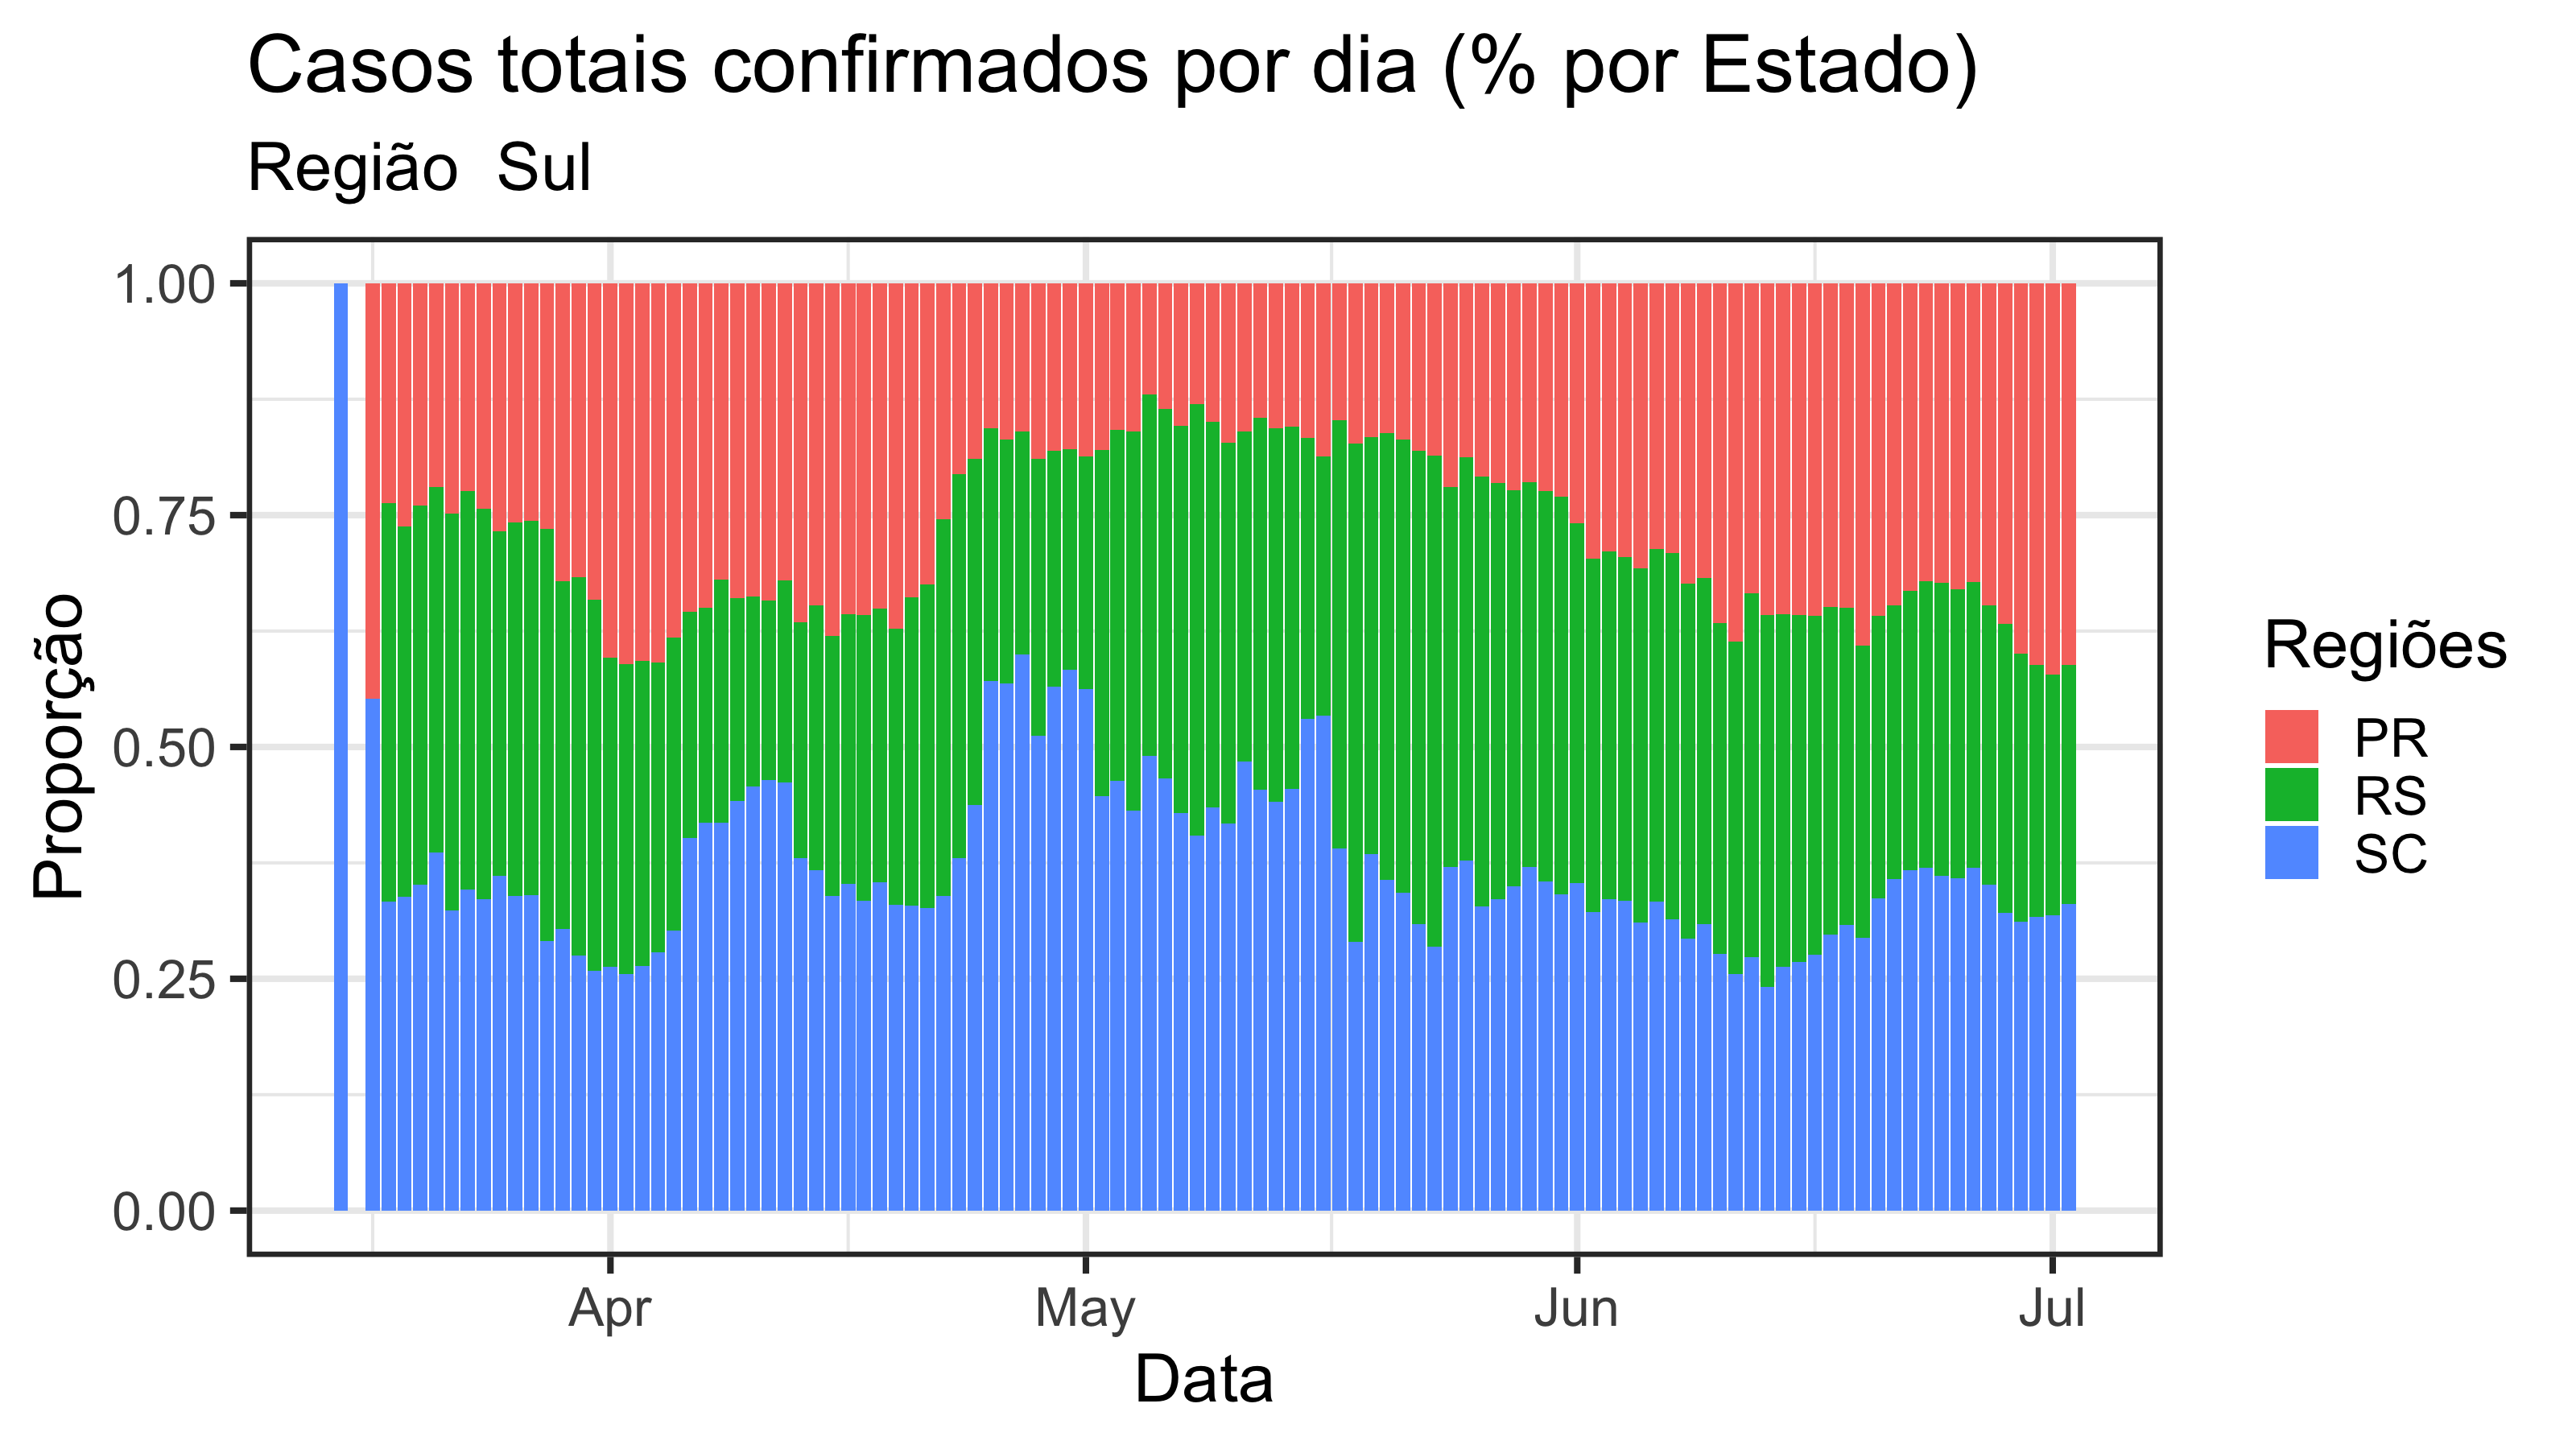 Casos totais confirmados por dia (% por Estado)
Região  Sul
1.00
0.75
0.50
0.25
0.00
Proporção
Apr
May
Jun
Jul
Data
Regiões
PR
RS
SC